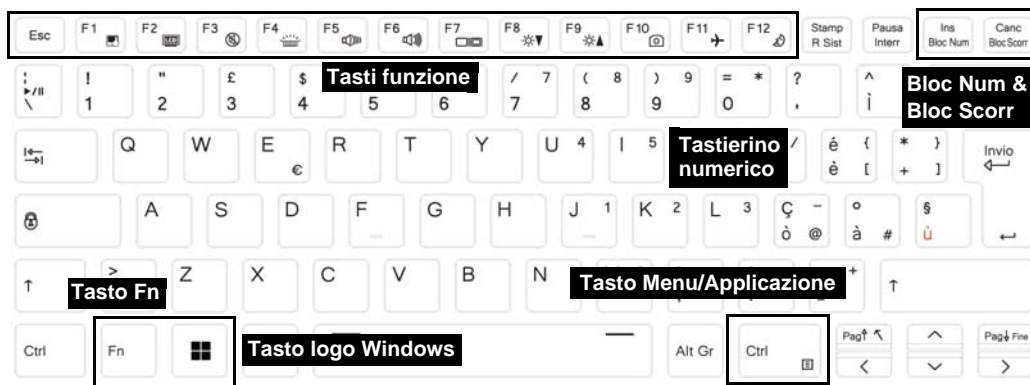 Esc F1 F2 F3 F4 F5 F6 F7 F8 F9 F10 F11 F12 Stamp R Sist Pausa Interr Ins Bloc Num Canc Bloc Scorr
Tasti funzione
Bloc Num &
Bloc Scorr
! " £ $ / 7 ( 8 ) 9 = * ? ^
\ 1 2 3 4 5 6 7 8 9 0 ' ì
Q W E € R T Y U 4 I 5 / é { * } Invio
è [ + ]
Tastierino
numerico
A S D F G H J 1 K 2 L 3 Ç ° §
ò @ à # ù
> Z X C V B N +
Tasto Fn
Tasto Menu/Applicazione
Ctrl Fn Alt Gr Ctrl Pag Pag Fine
Tasto logo Windows